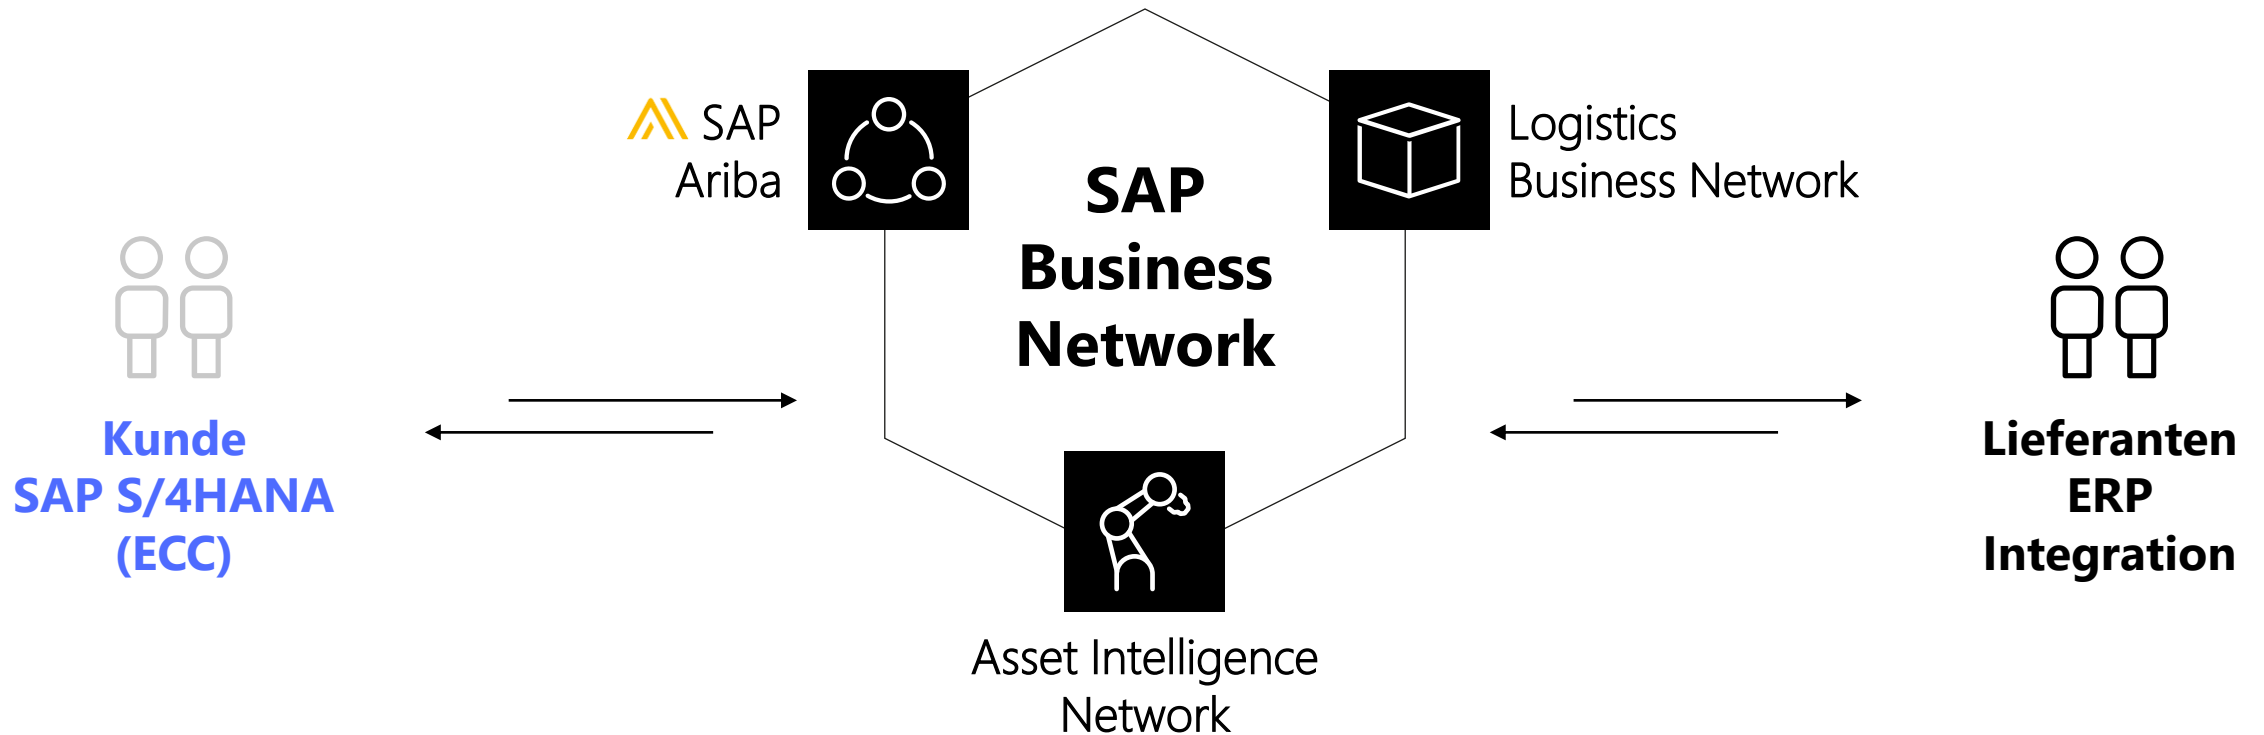 SAP
Ariba
Logistics
Business Network
SAP
Business
Network
Kunde
SAP S/4HANA
(ECC)
Lieferanten
ERP
Integration
Asset Intelligence
Network